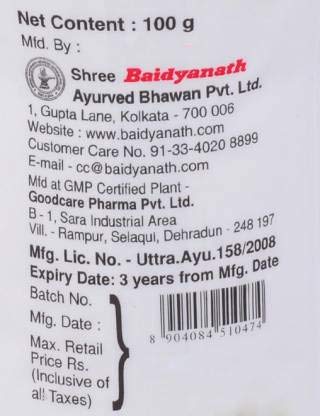 Net Content : 100 g
Mfd. By :
Shree Baidyanath
Ayurved Bhawan Pvt. Ltd.
1, Gupta Lane, Kolkata - 700 006
Website : www.baidyanath.com
Customer Care No. 91-33-4020 8899
E-mail - cc@baidyanath.com
Mfd at GMP Certified Plant -
Goodcare Pharma Pvt. Ltd.
B - 1, Sara Industrial Area
Vill. - Rampur, Selaqui, Dehradun - 248 197
Mfg. Lic. No. - Uttra.Ayu.158/2008
Expiry Date: 3 years from Mfg. Date
Batch No.
Mfg. Date :
Max. Retail
Price Rs.
(Inclusive of
all Taxes)
8 904084 510474